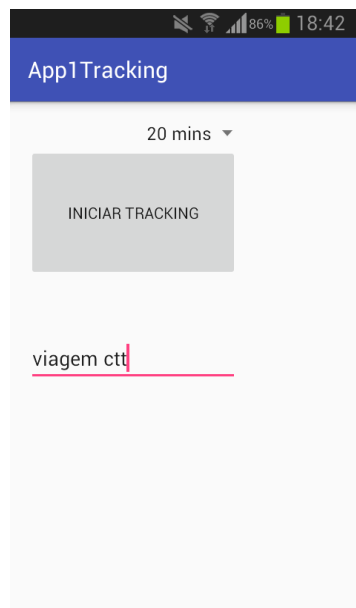 86% 18:42
App1Tracking
20 mins
INICIAR TRACKING
viagem ctt